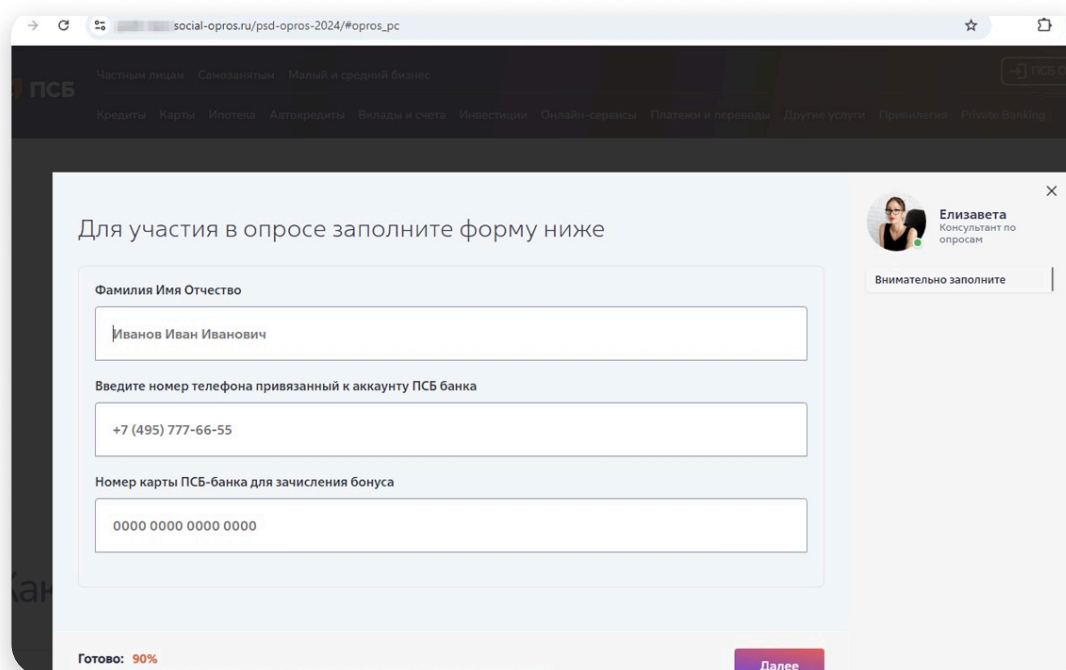 social-opros.ru/psd-opros-2024/#opros_pc
ПСБ
Частным лицам Самозанятым Малый и средний бизнес
ПСБ О
Кредиты Карты Ипотека Автокредиты Вклады и счета Инвестиции Онлайн-сервисы Платежи и переводы Другие услуги Привилегии Private Banking
Для участия в опросе заполните форму ниже
Фамилия Имя Отчество
Иванов Иван Иванович
Введите номер телефона привязанный к аккаунту ПСБ банка
+7 (495) 777-66-55
Номер карты ПСБ-банка для зачисления бонуса
0000 0000 0000 0000
Готово: 90%
Далее
Елизавета
Консультант по
опросам
Внимательно заполните
Как